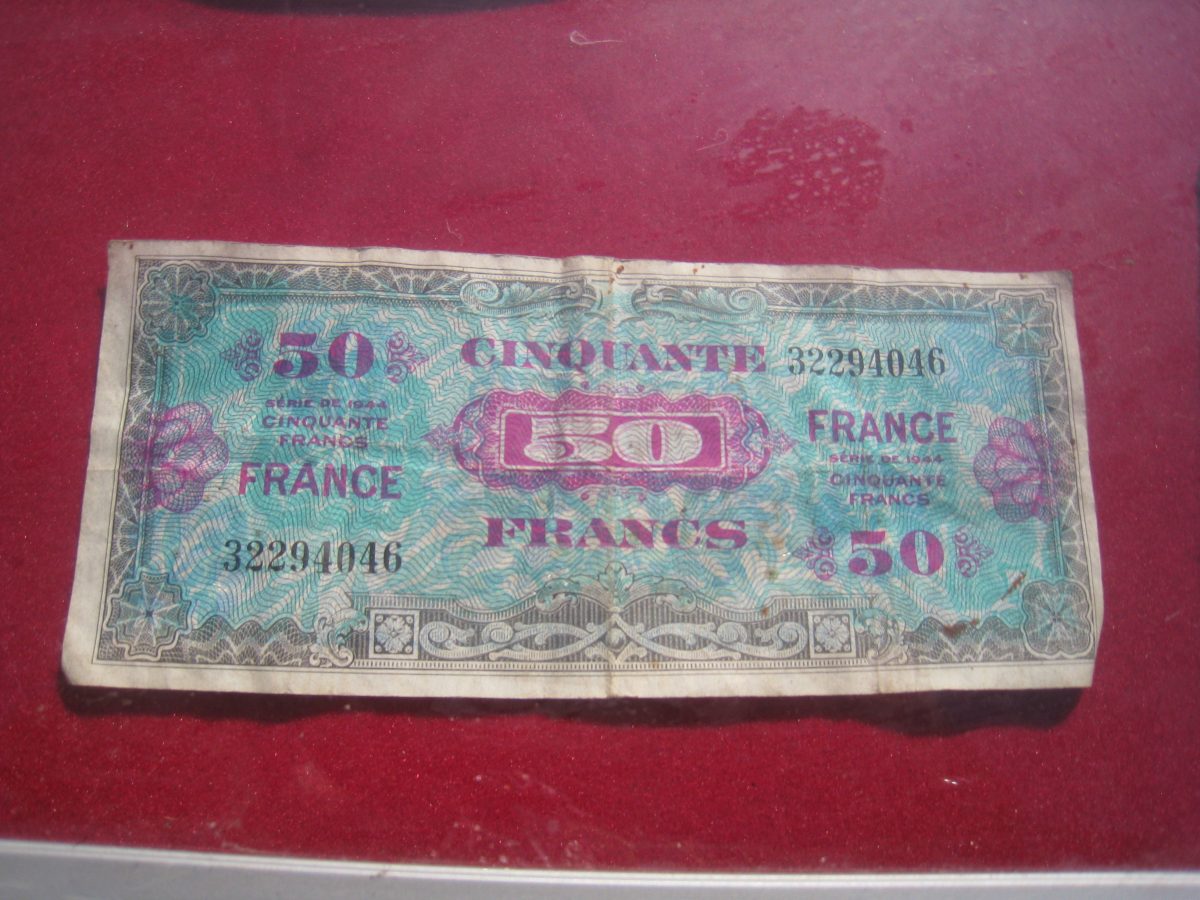 50
SÉRIE DE 1944
CINQUANTE
FRANCS
FRANCE
32294046
CINQUANTE
50
FRANCS
32294046
FRANCE
SÉRIE DE 1944
CINQUANTE
FRANCS
50